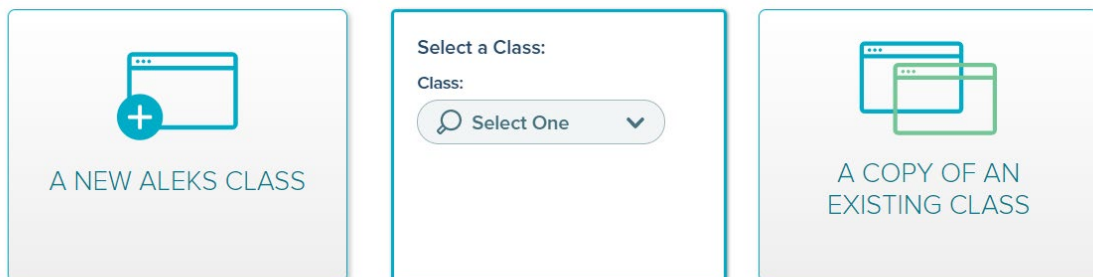 A NEW ALEKS CLASS
Select a Class:
Class:
Select One
A COPY OF AN
EXISTING CLASS